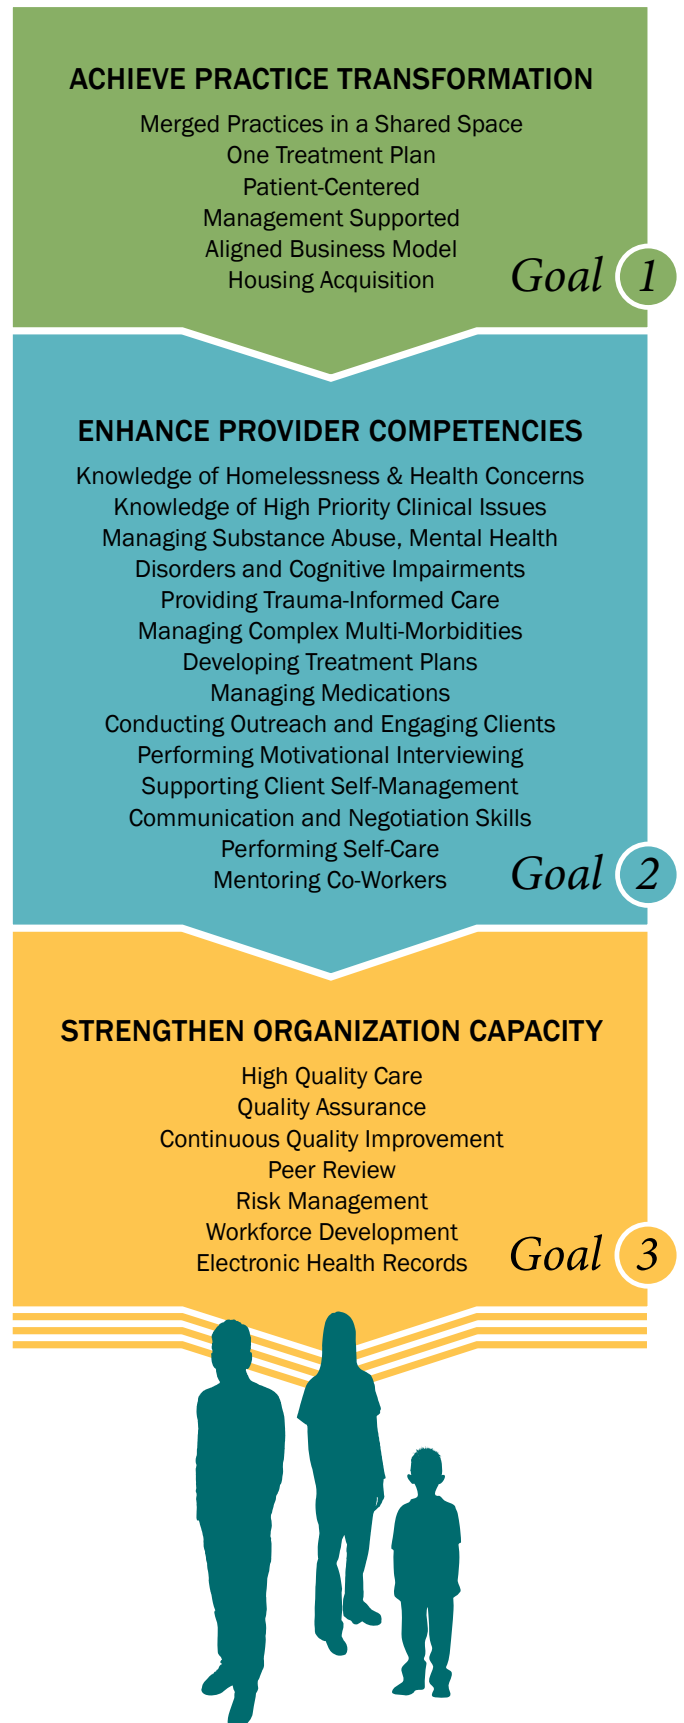 ACHIEVE PRACTICE TRANSFORMATION
Merged Practices in a Shared Space
One Treatment Plan
Patient-Centered
Management Supported
Aligned Business Model
Housing Acquisition
Goal 1
ENHANCE PROVIDER COMPETENCIES
Knowledge of Homelessness & Health Concerns
Knowledge of High Priority Clinical Issues
Managing Substance Abuse, Mental Health
Disorders and Cognitive Impairments
Providing Trauma-Informed Care
Managing Complex Multi-Morbidities
Developing Treatment Plans
Managing Medications
Conducting Outreach and Engaging Clients
Performing Motivational Interviewing
Supporting Client Self-Management
Communication and Negotiation Skills
Performing Self-Care
Mentoring Co-Workers
Goal 2
STRENGTHEN ORGANIZATION CAPACITY
High Quality Care
Quality Assurance
Continuous Quality Improvement
Peer Review
Risk Management
Workforce Development
Electronic Health Records
Goal 3